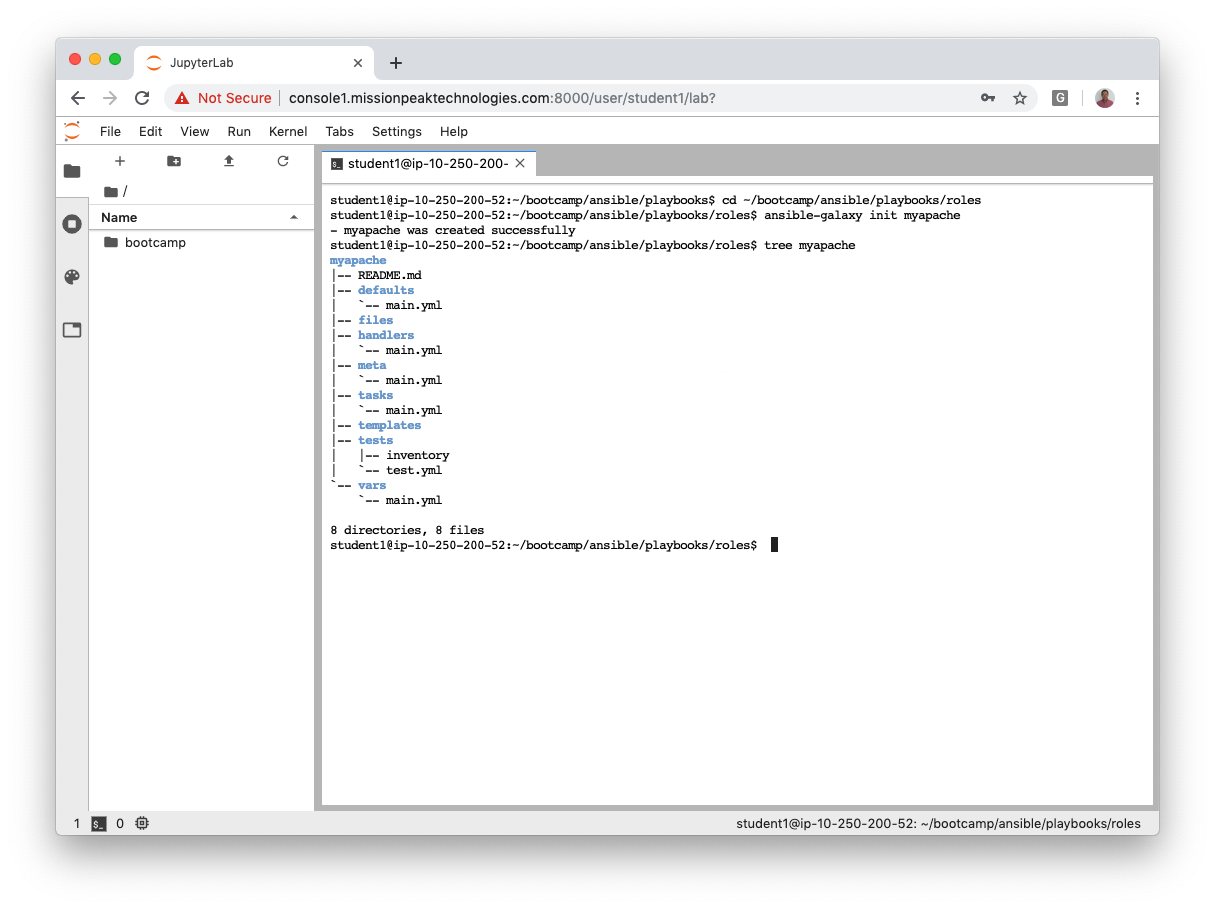 JupyterLab
Not Secure console1.missionpeaktechnologies.com:8000/user/student1/lab?
G
File Edit View Run Kernel Tabs Settings Help
/
Name
bootcamp
$_ student1@ip-10-250-200-
student1@ip-10-250-200-52:~/bootcamp/ansible/playbooks$ cd ~/bootcamp/ansible/playbooks/roles
student1@ip-10-250-200-52:~/bootcamp/ansible/playbooks/roles$ ansible-galaxy init myapache
- myapache was created successfully
student1@ip-10-250-200-52:~/bootcamp/ansible/playbooks/roles$ tree myapache
myapache
|-- README.md
|-- defaults
|   `-- main.yml
|-- files
|-- handlers
|   `-- main.yml
|-- meta
|   `-- main.yml
|-- tasks
|   `-- main.yml
|-- templates
|-- tests
|   |-- inventory
|   `-- test.yml
`-- vars
    `-- main.yml
8 directories, 8 files
student1@ip-10-250-200-52:~/bootcamp/ansible/playbooks/roles$
1 $_ 0 student1@ip-10-250-200-52: ~/bootcamp/ansible/playbooks/roles